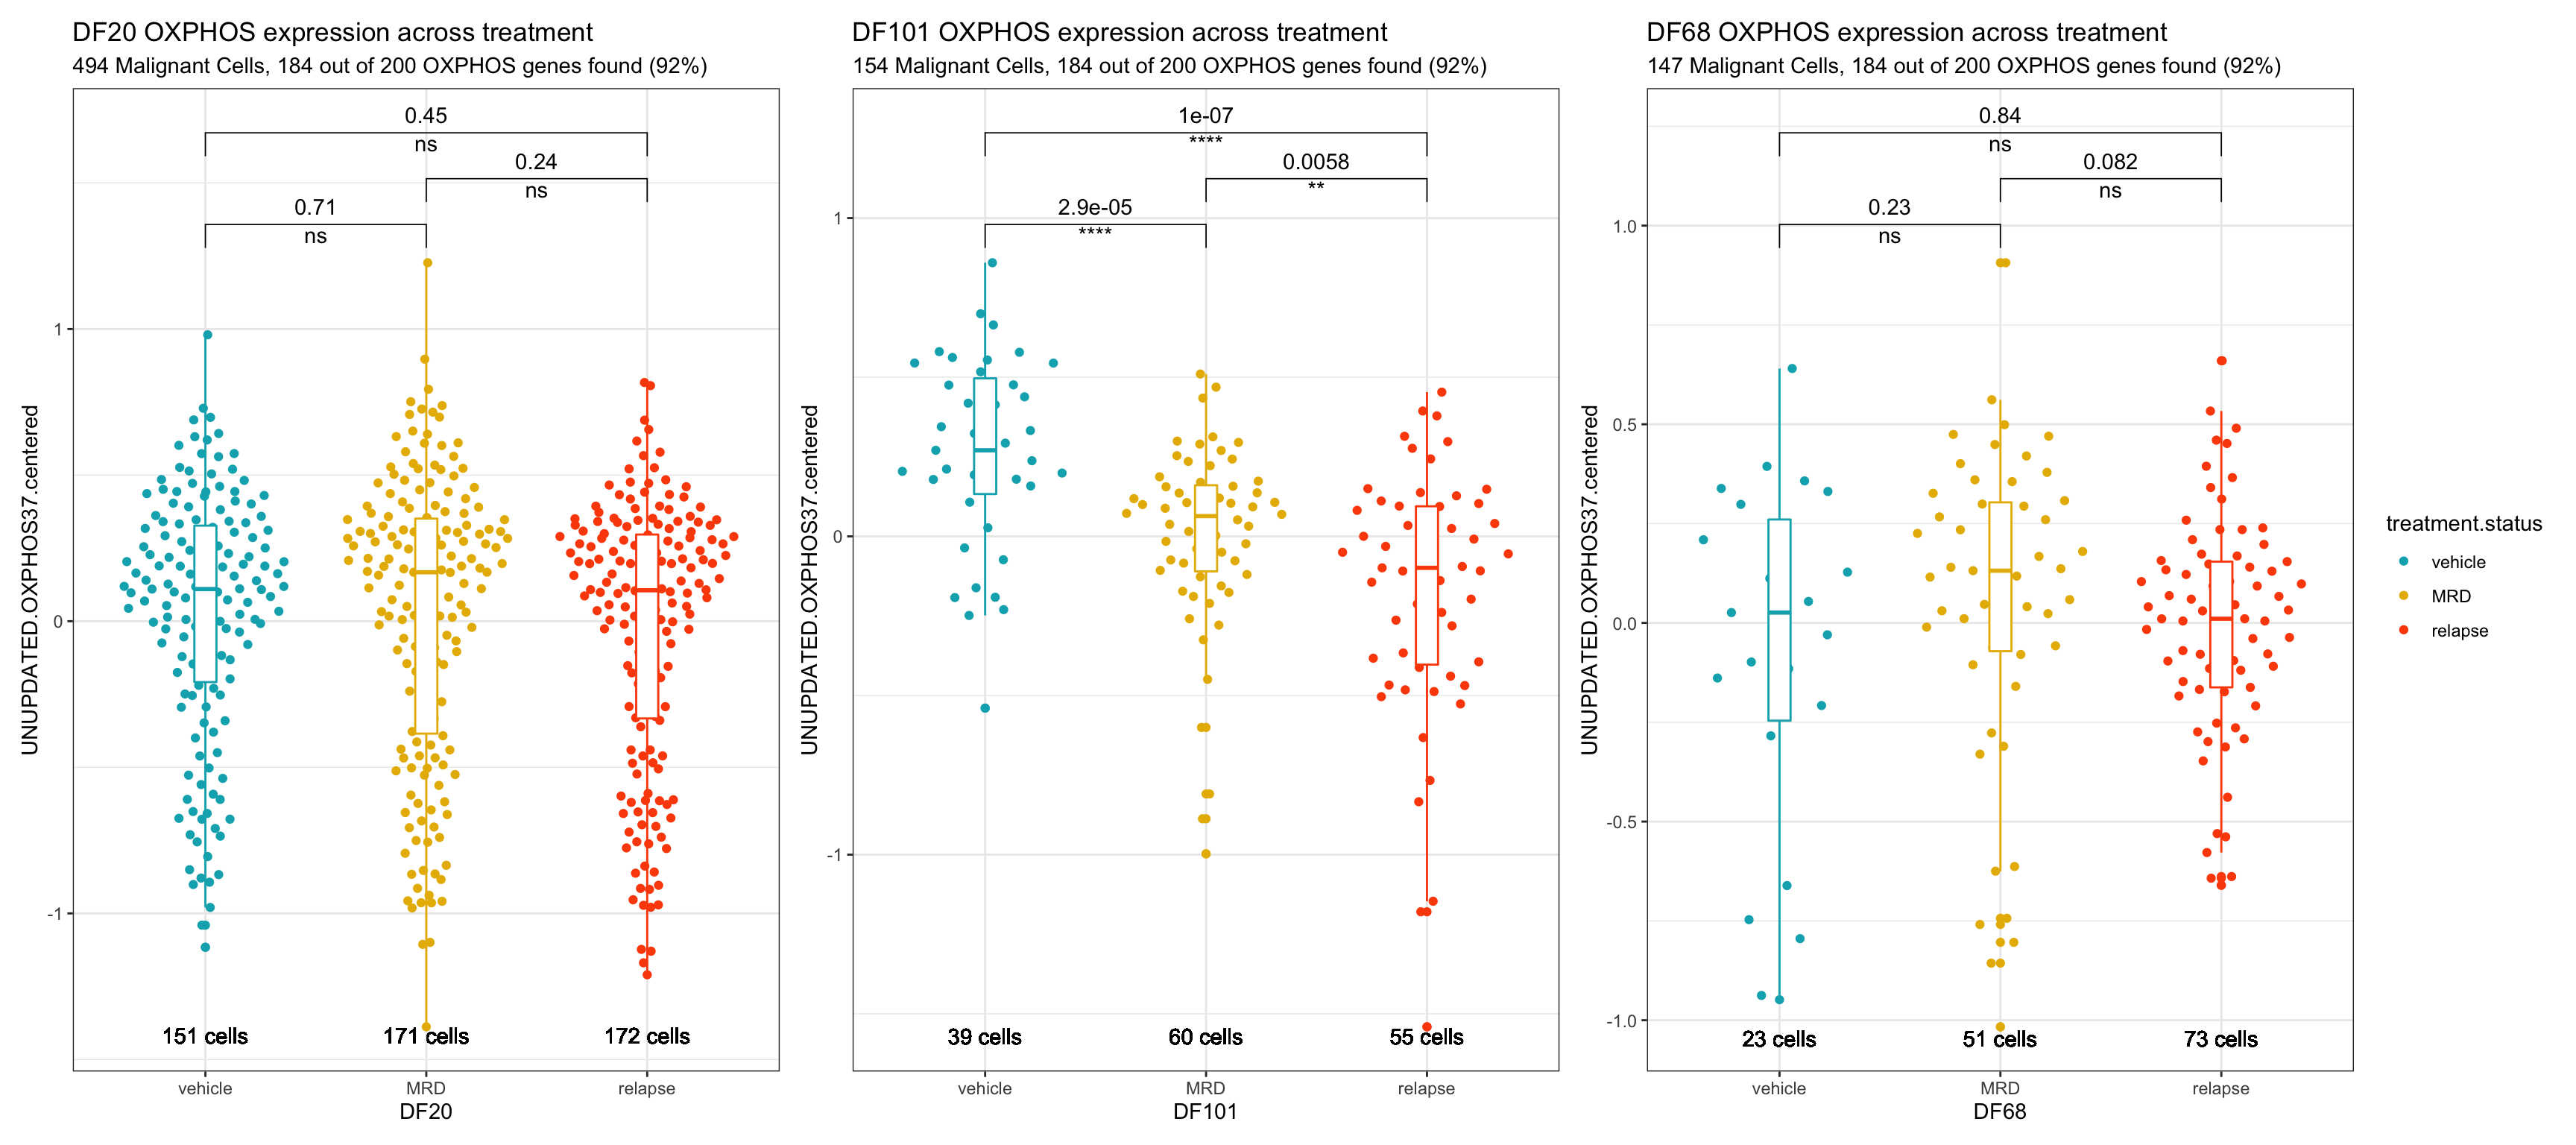 DF20 OXPHOS expression across treatment
494 Malignant Cells, 184 out of 200 OXPHOS genes found (92%)
UNUPDATED.OXPHOS37.centered
1
0
-1
0.45
ns
0.24
ns
0.71
ns
151 cells
171 cells
172 cells
vehicle
MRD
relapse
DF20
DF101 OXPHOS expression across treatment
154 Malignant Cells, 184 out of 200 OXPHOS genes found (92%)
UNUPDATED.OXPHOS37.centered
1
0
-1
1e-07
****
0.0058
**
2.9e-05
****
39 cells
60 cells
55 cells
vehicle
MRD
relapse
DF101
DF68 OXPHOS expression across treatment
147 Malignant Cells, 184 out of 200 OXPHOS genes found (92%)
UNUPDATED.OXPHOS37.centered
1.0
0.5
0.0
-0.5
-1.0
0.84
ns
0.082
ns
0.23
ns
23 cells
51 cells
73 cells
vehicle
MRD
relapse
DF68
treatment.status
vehicle
MRD
relapse